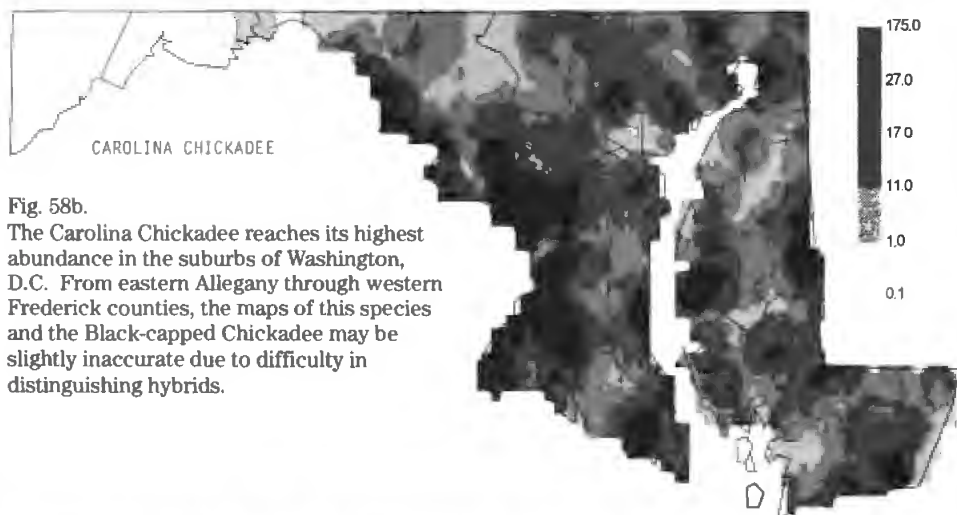 CAROLINA CHICKADEE
Fig. 58b.
The Carolina Chickadee reaches its highest
abundance in the suburbs of Washington,
D.C. From eastern Allegany through western
Frederick counties, the maps of this species
and the Black-capped Chickadee may be
slightly inaccurate due to difficulty in
distinguishing hybrids.
175.0
27.0
17.0
11.0
1.0
0.1